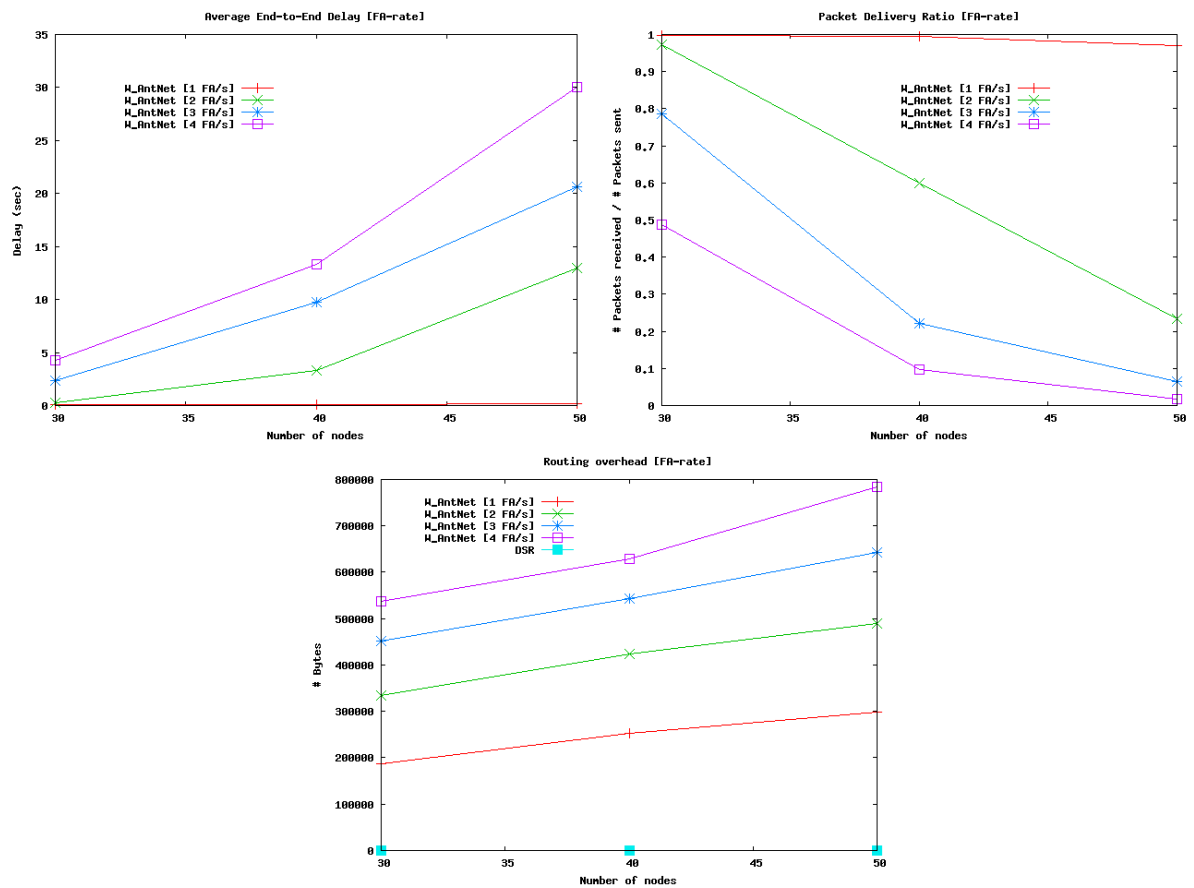 Average End-to-End Delay [FA-rate]
35
30
25
20
15
10
5
0
Delay (sec)
W_AntNet [1 FA/s]
W_AntNet [2 FA/s]
W_AntNet [3 FA/s]
W_AntNet [4 FA/s]
30 35 40 45 50
Number of nodes
Packet Delivery Ratio [FA-rate]
1
0.9
0.8
0.7
0.6
0.5
0.4
0.3
0.2
0.1
0
# Packets received / # Packets sent
W_AntNet [1 FA/s]
W_AntNet [2 FA/s]
W_AntNet [3 FA/s]
W_AntNet [4 FA/s]
30 35 40 45 50
Number of nodes
Routing overhead [FA-rate]
800000
700000
600000
500000
400000
300000
200000
100000
0
# Bytes
W_AntNet [1 FA/s]
W_AntNet [2 FA/s]
W_AntNet [3 FA/s]
W_AntNet [4 FA/s]
DSR
30 35 40 45 50
Number of nodes